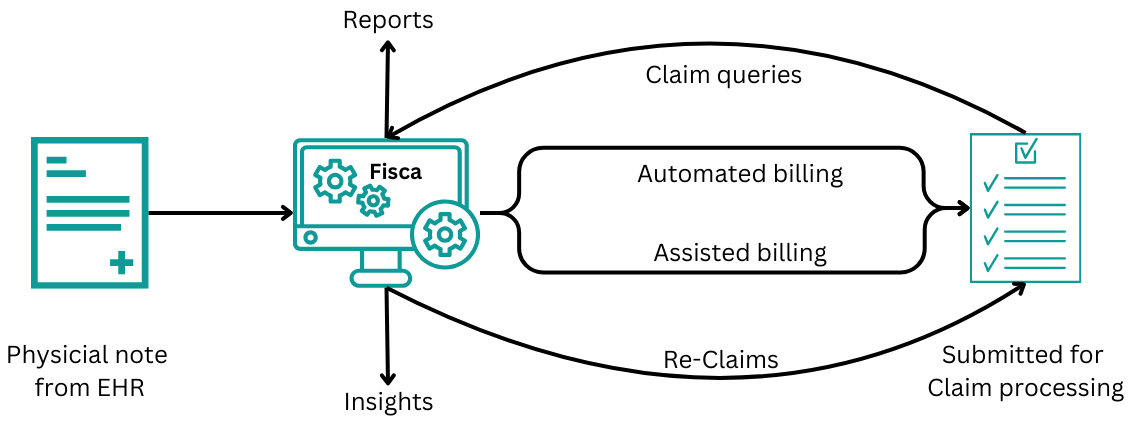 Reports
Claim queries
Fisca
Automated billing
Assisted billing
Physicial note
from EHR
Re-Claims
Submitted for
Claim processing
Insights